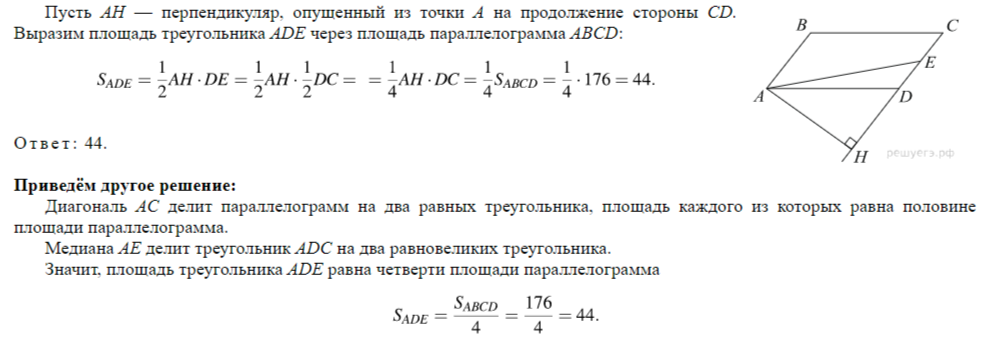 Пусть AH — перпендикуляр, опущенный из точки A на продолжение стороны CD.
Выразим площадь треугольника ADE через площадь параллелограмма ABCD:
S_{ADE} = \frac{1}{2}AH · DE = \frac{1}{2}AH · \frac{1}{2}DC = = \frac{1}{4}AH · DC = \frac{1}{4}S_{ABCD} = \frac{1}{4} · 176 = 44.
Ответ: 44.
B
C
E
A
D
H
решуегэ.рф
Приведём другое решение:
Диагональ AC делит параллелограмм на два равных треугольника, площадь каждого из которых равна половине
площади параллелограмма.
Медиана AE делит треугольник ADC на два равновеликих треугольника.
Значит, площадь треугольника ADE равна четверти площади параллелограмма
S_{ADE} = \frac{S_{ABCD}}{4} = \frac{176}{4} = 44.